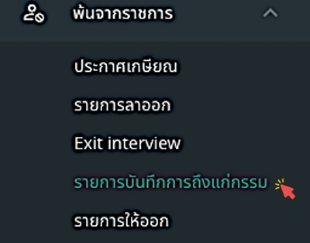 พ้นจากราชการ
ประกาศเกษียณ
รายการลาออก
Exit interview
รายการบันทึกการถึงแก่กรรม
รายการให้ออก